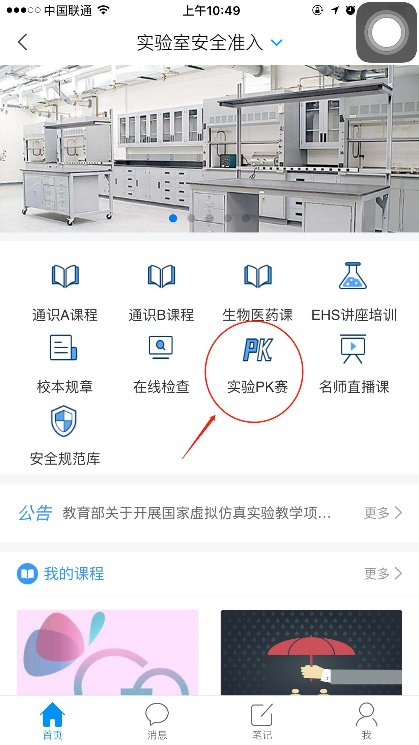 中国联通
上午10:49
实验室安全准入
通识A课程
通识B课程
生物医药课
EHS讲座培训
PK
校本规章
在线检查
实验PK赛
名师直播课
安全规范库
公告
教育部关于开展国家虚拟仿真实验教学项...
更多
我的课程
更多
首页
消息
笔记
我